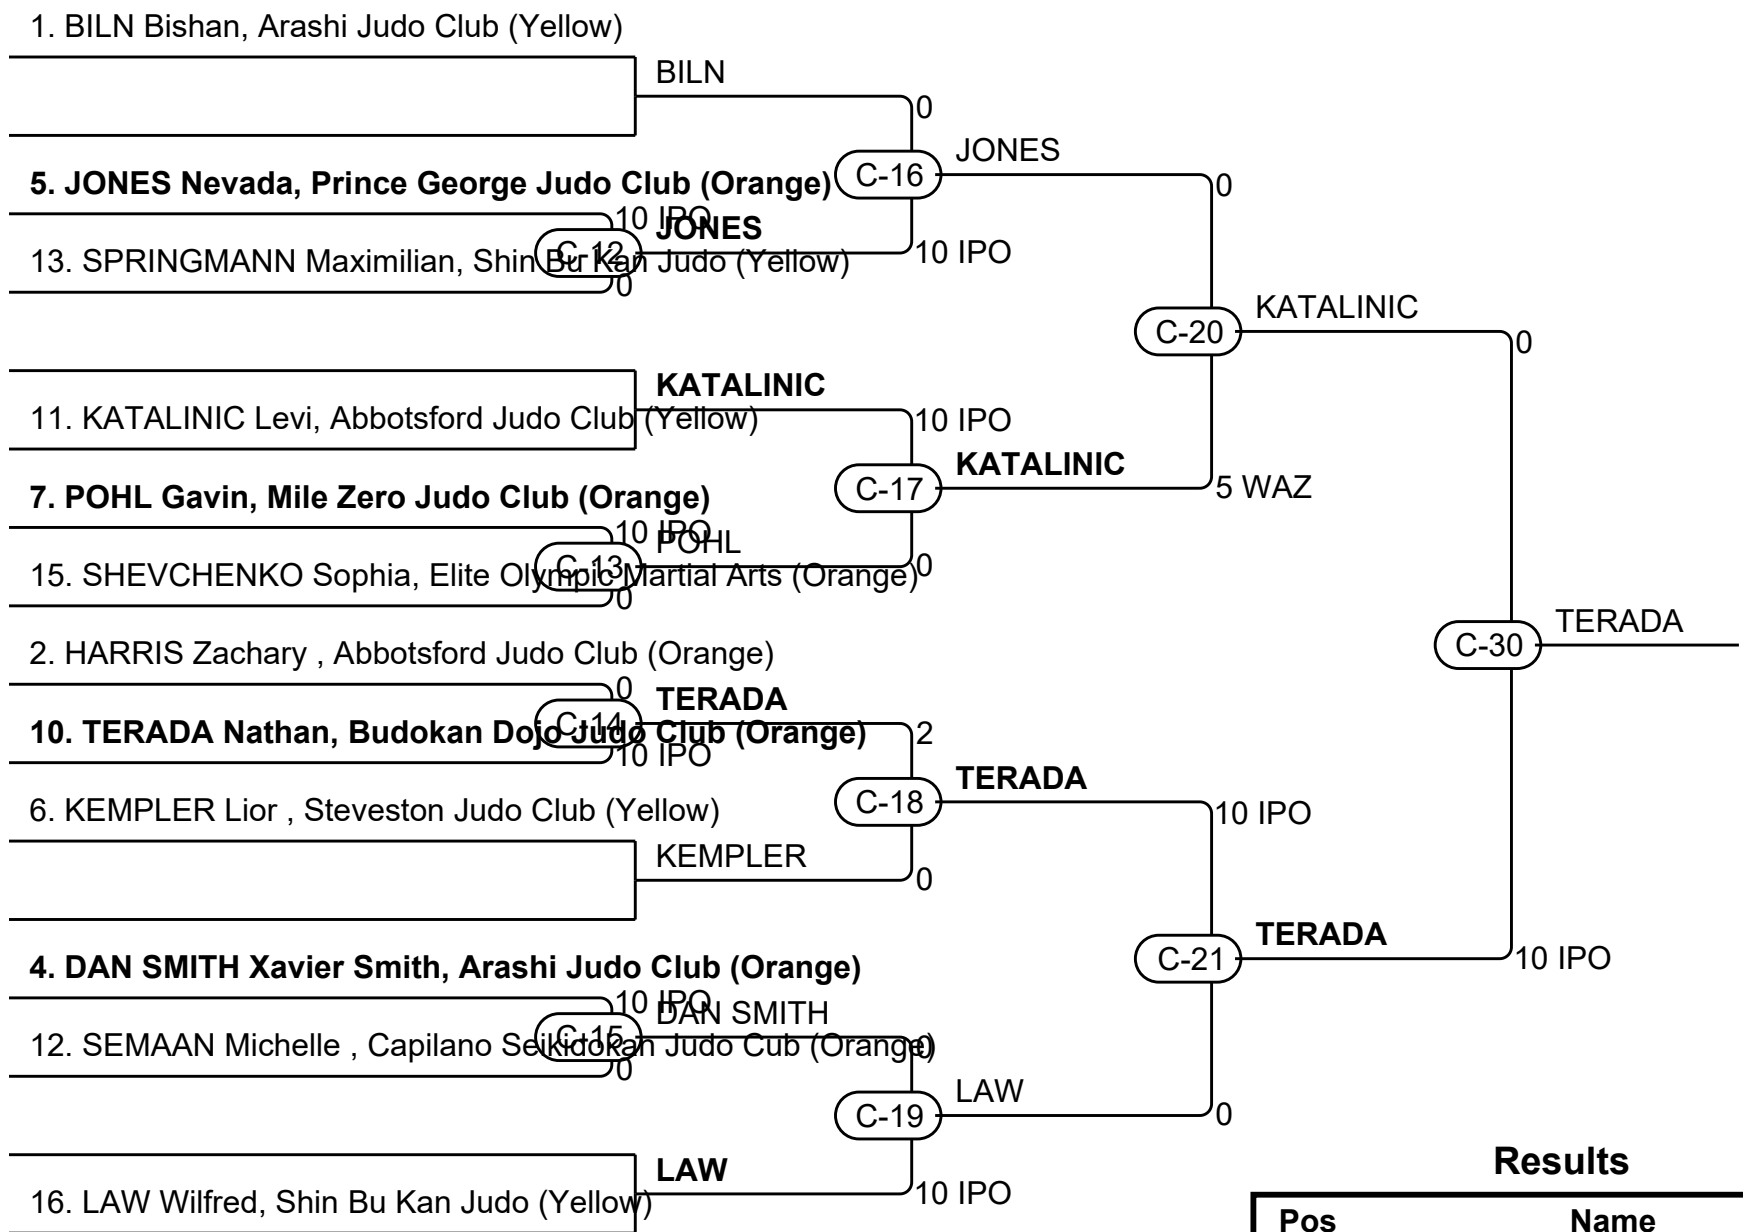 1. BILN Bishan, Arashi Judo Club (Yellow)
BILN
0
JONES
5. JONES Nevada, Prince George Judo Club (Orange)
C-16
0
10 IPO
JONES
C-12
10 IPO
13. SPRINGMANN Maximilian, Shin Bu Kan Judo (Yellow)
0
KATALINIC
C-20
0
KATALINIC
11. KATALINIC Levi, Abbotsford Judo Club (Yellow)
10 IPO
KATALINIC
7. POHL Gavin, Mile Zero Judo Club (Orange)
C-17
5 WAZ
10 IPO
POHL
C-13
0
15. SHEVCHENKO Sophia, Elite Olympic Martial Arts (Orange)
0
TERADA
C-30
2. HARRIS Zachary , Abbotsford Judo Club (Orange)
0
TERADA
C-14
10. TERADA Nathan, Budokan Dojo Judo Club (Orange)
2
10 IPO
TERADA
6. KEMPLER Lior , Steveston Judo Club (Yellow)
C-18
10 IPO
KEMPLER
0
TERADA
4. DAN SMITH Xavier Smith, Arashi Judo Club (Orange)
C-21
10 IPO
10 IPO
DAN SMITH
C-15
12. SEMAAN Michelle , Capilano Seikidokan Judo Cub (Orange)
0
0
LAW
C-19
0
Results
LAW
10 IPO
16. LAW Wilfred, Shin Bu Kan Judo (Yellow)
Pos Name